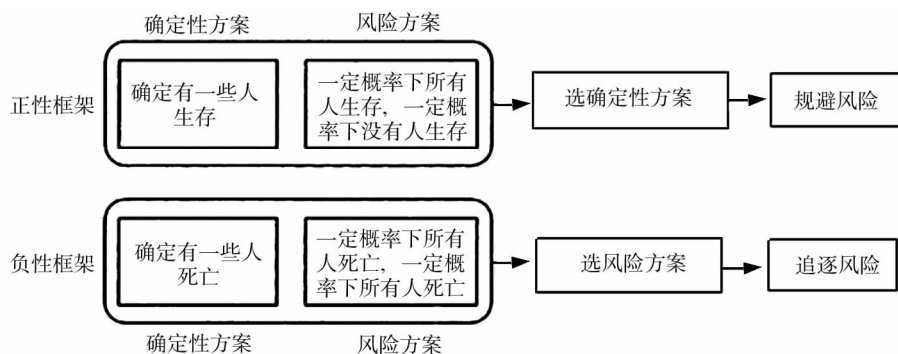 确定性方案
风险方案
正性框架
确定有一些人
生存
一定概率下所有
人生存，一定概
率下没有人生存
选确定性方案
规避风险
负性框架
确定有一些人
死亡
一定概率下所有
人死亡，一定概
率下所有人死亡
选风险方案
追逐风险
确定性方案
风险方案